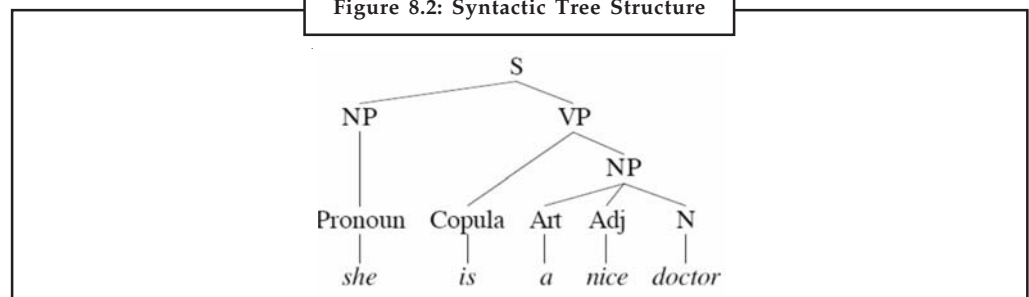 Figure 8.2: Syntactic Tree Structure
S
NP VP
NP
Pronoun Copula Art Adj N
she is a nice doctor